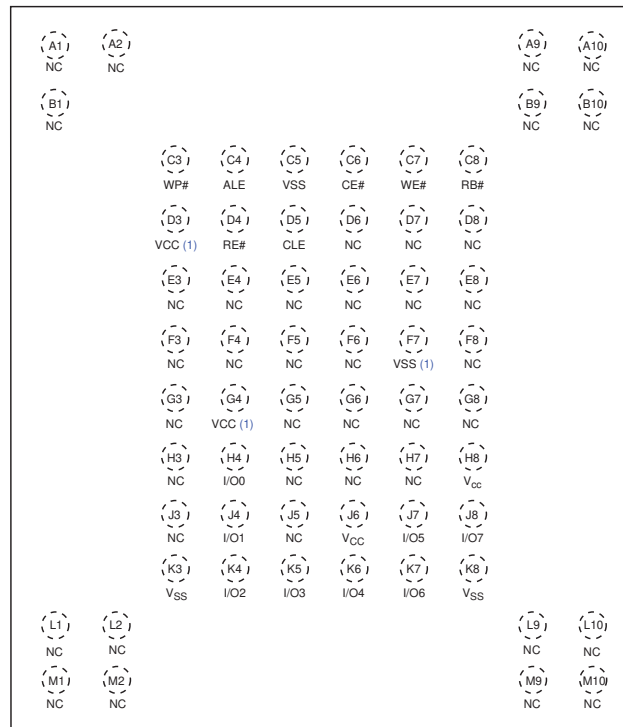 A1 A2 A9 A10
NC NC NC NC
B1 B9 B10
NC NC NC
C3 C4 C5 C6 C7 C8
WP# ALE VSS CE# WE# RB#
D3 D4 D5 D6 D7 D8
VCC (1) RE# CLE NC NC NC
E3 E4 E5 E6 E7 E8
NC NC NC NC NC NC
F3 F4 F5 F6 F7 F8
NC NC NC NC VSS (1) NC
G3 G4 G5 G6 G7 G8
NC VCC (1) NC NC NC NC
H3 H4 H5 H6 H7 H8
NC I/O0 NC NC NC Vcc
J3 J4 J5 J6 J7 J8
NC I/O1 NC VCC I/O5 I/O7
K3 K4 K5 K6 K7 K8
VSS I/O2 I/O3 I/O4 I/O6 VSS
L1 L2 L9 L10
NC NC NC NC
M1 M2 M9 M10
NC NC NC NC